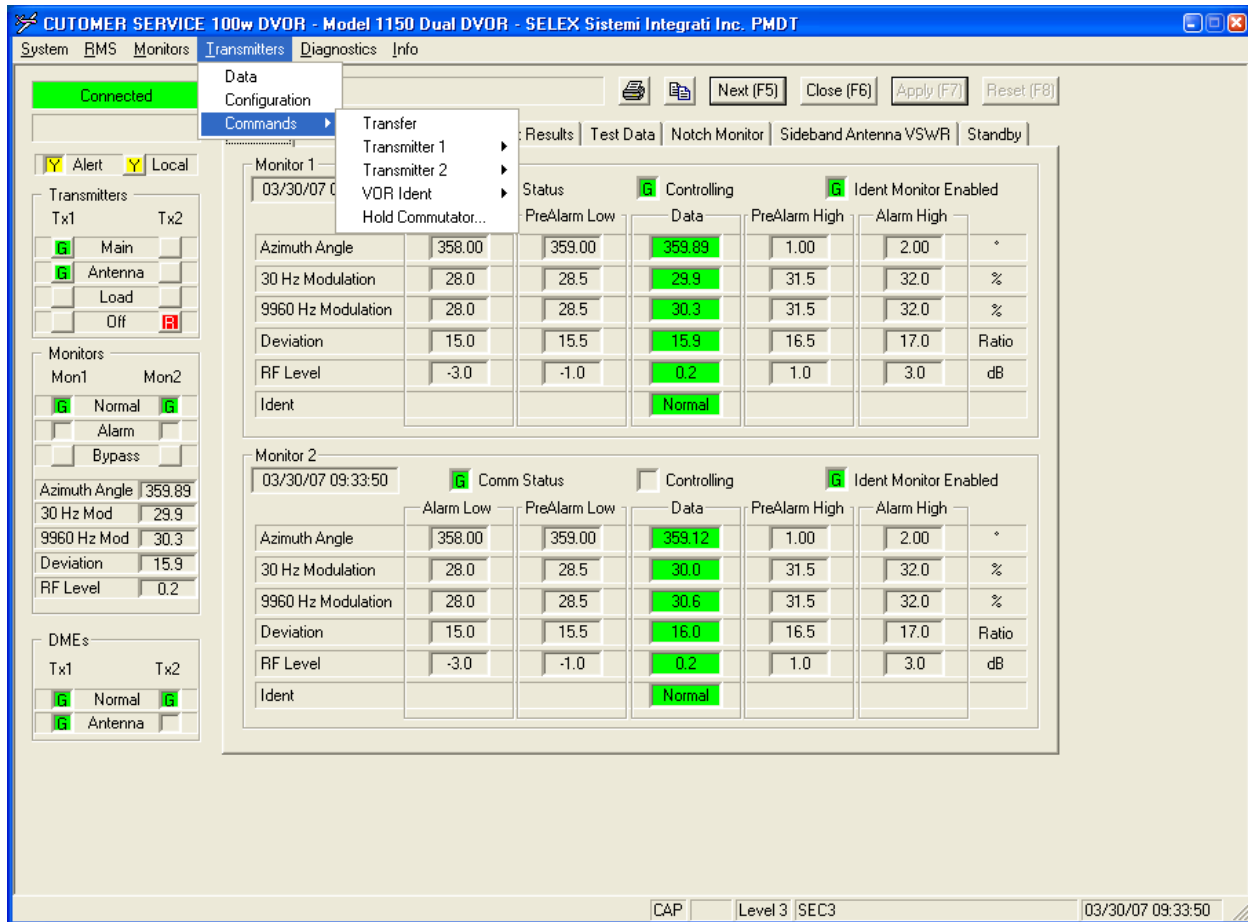 CUTOMER SERVICE 100w DVOR - Model 1150 Dual DVOR - SELEX Sistemi Integrati Inc. PMDT
System RMS Monitors Transmitters Diagnostics Info
Data
Configuration
Commands
Transfer
Transmitter 1
Transmitter 2
VOR Ident
Hold Commutator...
Connected
Next (F5) Close (F6) Apply (F7) Reset (F8)
Results Test Data Notch Monitor Sideband Antenna VSWR Standby
Y Alert Y Local
Transmitters
Tx1 Tx2
G Main
G Antenna
Load
Off R
Monitors
Mon1 Mon2
G Normal G
Alarm
Bypass
Azimuth Angle 359.89
30 Hz Mod 29.9
9960 Hz Mod 30.3
Deviation 15.9
RF Level 0.2
DMEs
Tx1 Tx2
G Normal G
G Antenna
Monitor 1
03/30/07 Status G Controlling G Ident Monitor Enabled
PreAlarm Low Data PreAlarm High Alarm High
Azimuth Angle 358.00 359.00 359.89 1.00 2.00 °
30 Hz Modulation 28.0 28.5 29.9 31.5 32.0 %
9960 Hz Modulation 28.0 28.5 30.3 31.5 32.0 %
Deviation 15.0 15.5 15.9 16.5 17.0 Ratio
RF Level -3.0 -1.0 0.2 1.0 3.0 dB
Ident Normal
Monitor 2
03/30/07 09:33:50 G Comm Status Controlling G Ident Monitor Enabled
Alarm Low PreAlarm Low Data PreAlarm High Alarm High
Azimuth Angle 358.00 359.00 359.12 1.00 2.00 °
30 Hz Modulation 28.0 28.5 30.0 31.5 32.0 %
9960 Hz Modulation 28.0 28.5 30.6 31.5 32.0 %
Deviation 15.0 15.5 16.0 16.5 17.0 Ratio
RF Level -3.0 -1.0 0.2 1.0 3.0 dB
Ident Normal
CAP Level 3 SEC3 03/30/07 09:33:50